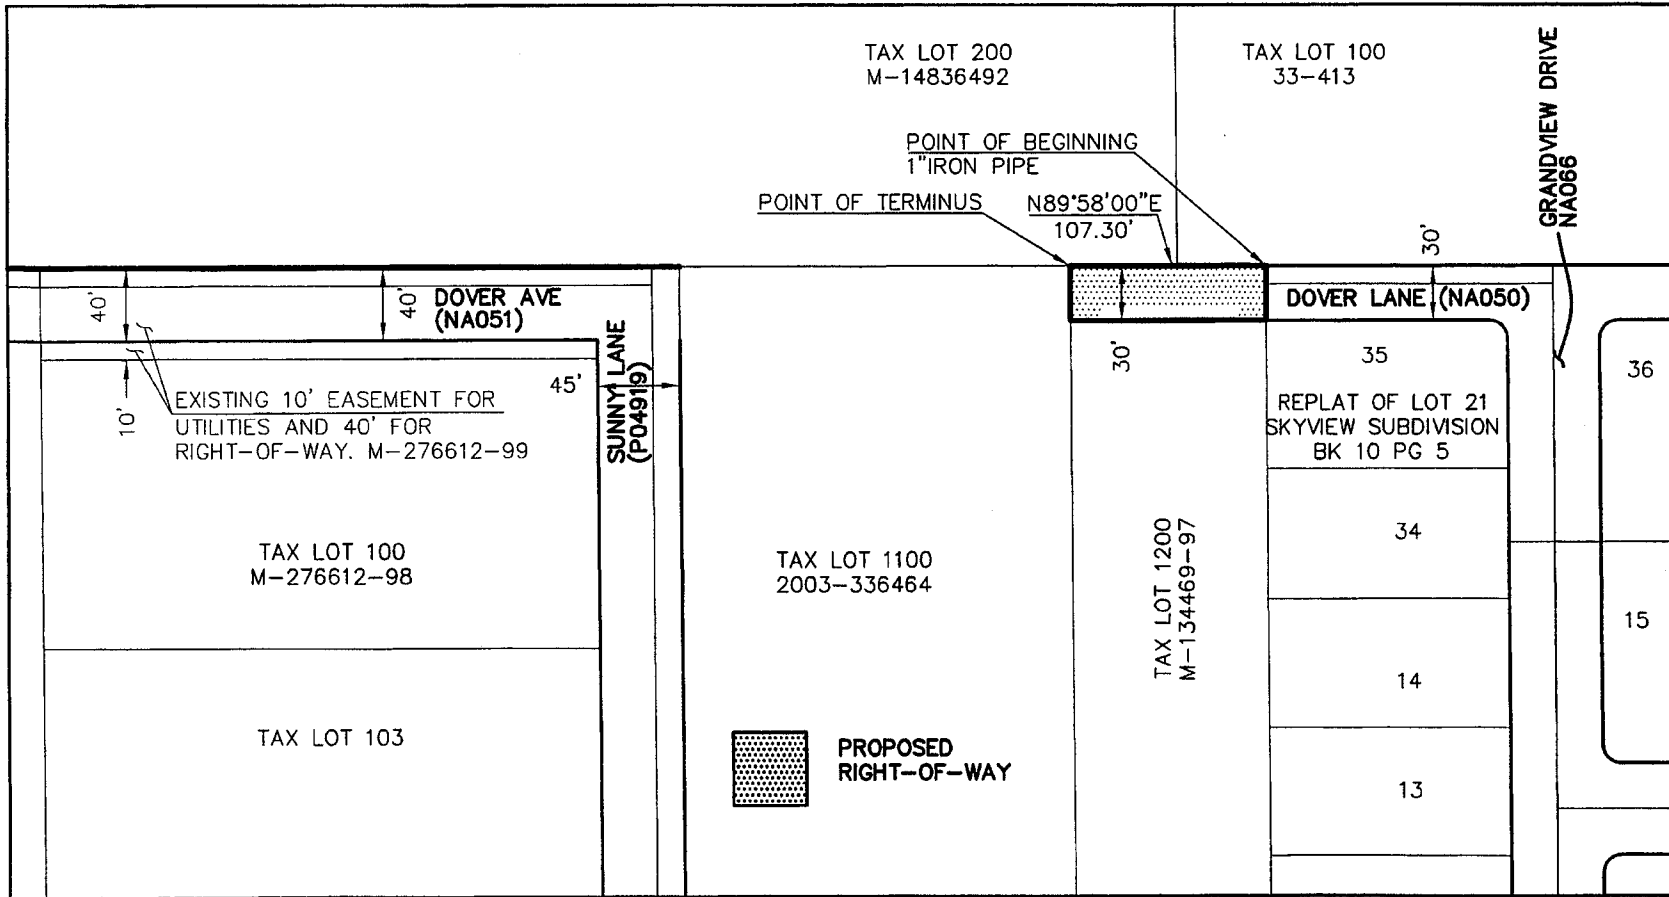 TAX LOT 200
M-14836492
TAX LOT 100
33-413
GRANDVIEW DRIVE
NA066
POINT OF BEGINNING
1"IRON PIPE
POINT OF TERMINUS
N89°58'00"E
107.30'
30'
40'
40'
DOVER AVE
(NA051)
DOVER LANE (NA050)
SUNNY LANE
(P04919)
45'
10'
EXISTING 10' EASEMENT FOR
UTILITIES AND 40' FOR
RIGHT-OF-WAY. M-276612-99
30'
35
36
REPLAT OF LOT 21
SKYVIEW SUBDIVISION
BK 10 PG 5
TAX LOT 100
M-276612-98
TAX LOT 1100
2003-336464
TAX LOT 1200
M-134469-97
34
15
14
TAX LOT 103
PROPOSED
RIGHT-OF-WAY
13